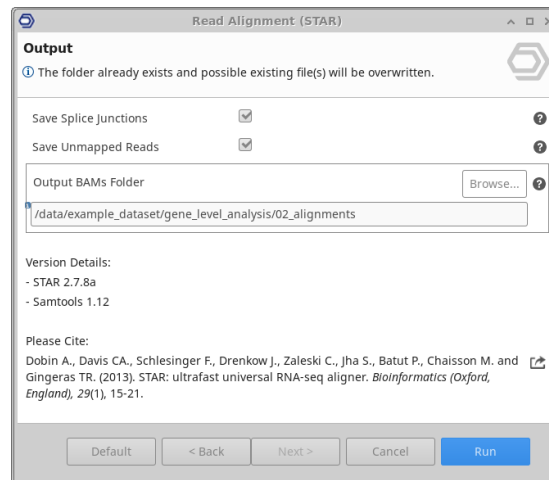 Read Alignment (STAR)
Output
The folder already exists and possible existing file(s) will be overwritten.
Save Splice Junctions
Save Unmapped Reads
Output BAMs Folder
Browse...
/data/example_dataset/gene_level_analysis/02_alignments
Version Details:
- STAR 2.7.8a
- Samtools 1.12
Please Cite:
Dobin A., Davis CA., Schlesinger F., Drenkow J., Zaleski C., Jha S., Batut P., Chaisson M. and
Gingeras TR. (2013). STAR: ultrafast universal RNA-seq aligner. Bioinformatics (Oxford,
England), 29(1), 15-21.
Default < Back Next > Cancel Run